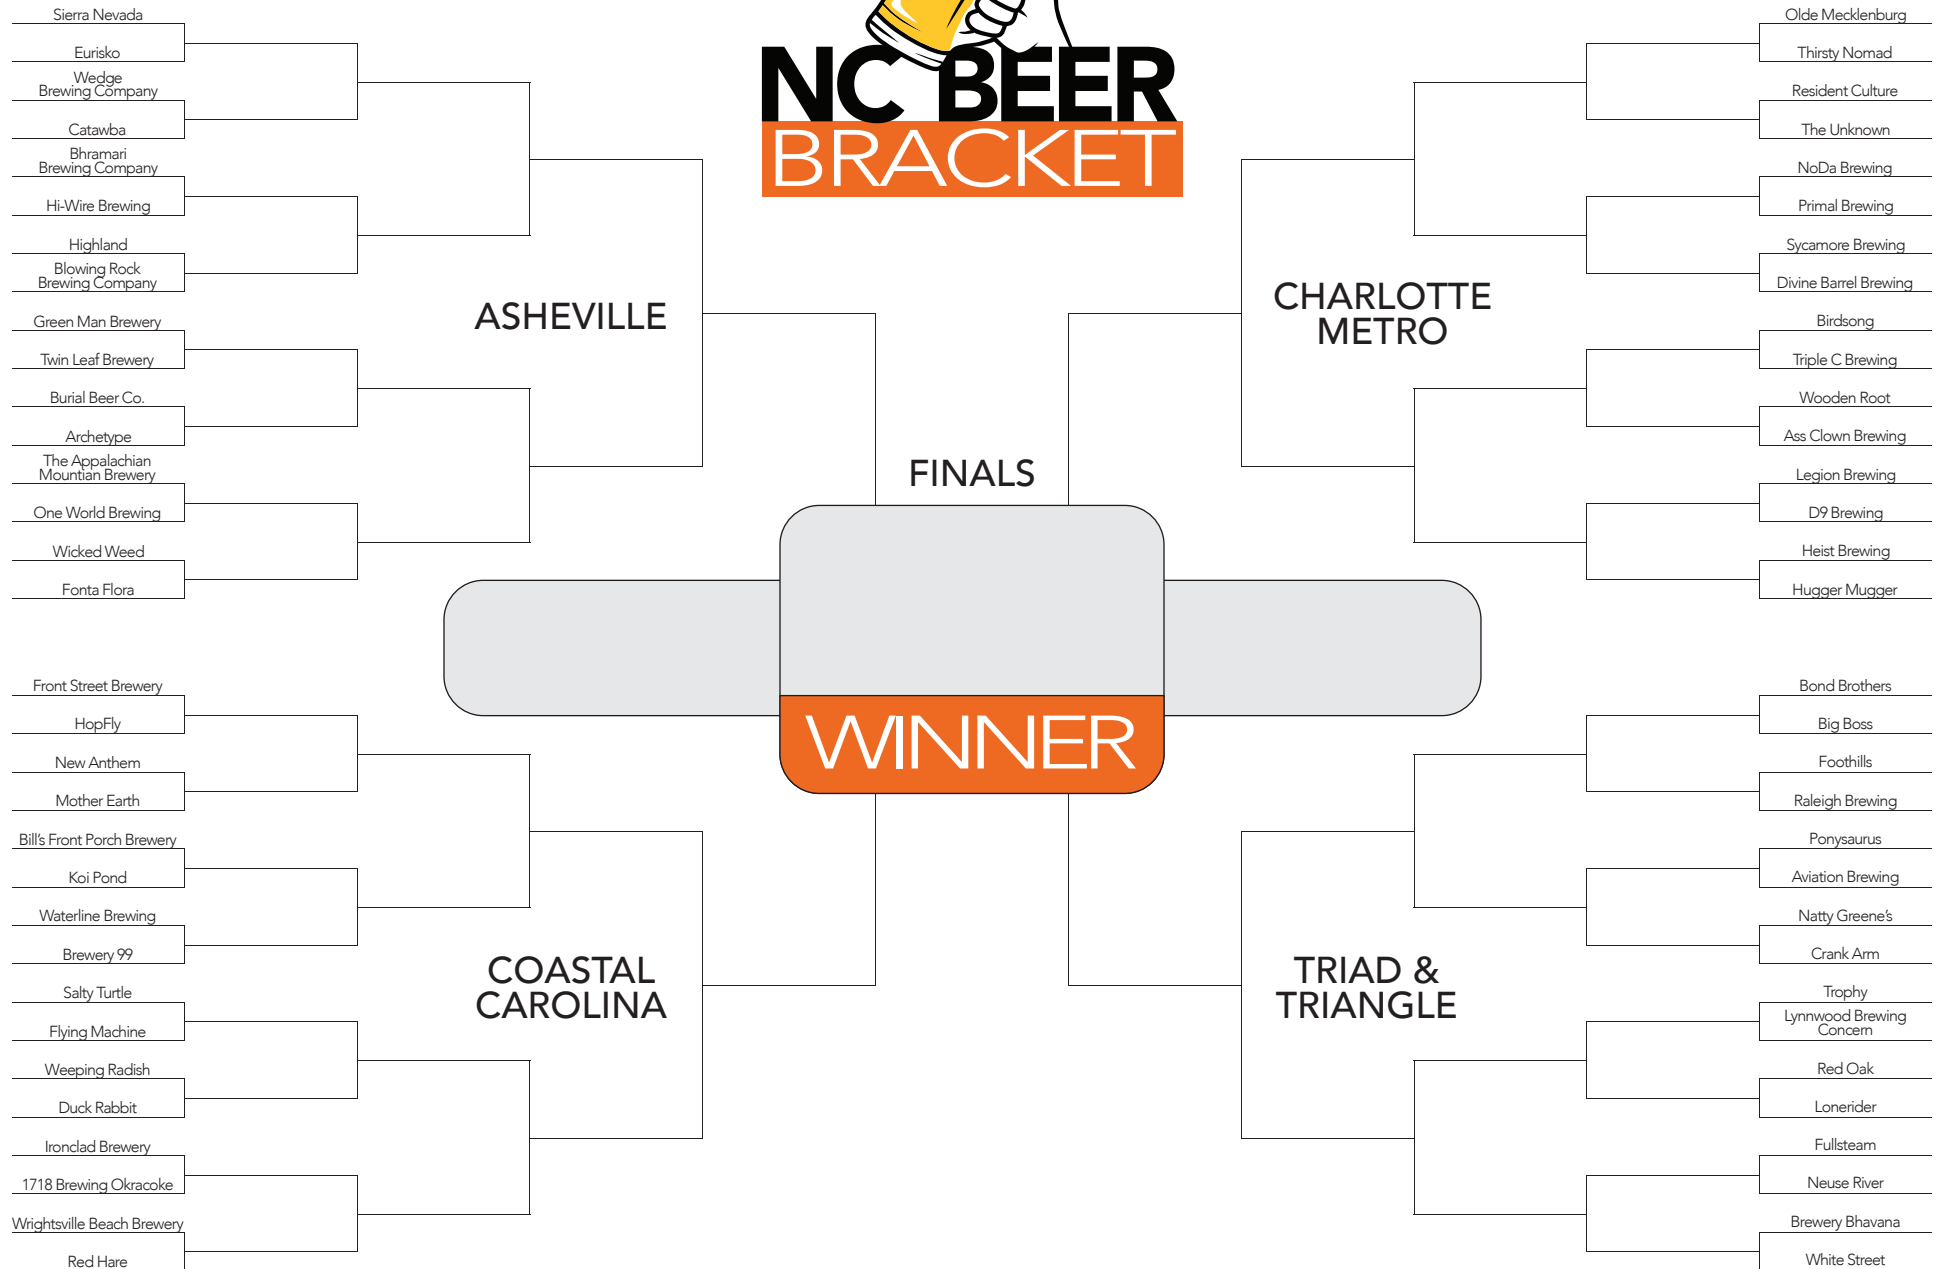 NC BEER
BRACKET
Sierra Nevada
Eurisko
Wedge
Brewing Company
Catawba
Bhramari
Brewing Company
Hi-Wire Brewing
Highland
Blowing Rock
Brewing Company
Green Man Brewery
Twin Leaf Brewery
Burial Beer Co.
Archetype
The Appalachian
Mountian Brewery
One World Brewing
Wicked Weed
Fonta Flora
ASHEVILLE
Front Street Brewery
HopFly
New Anthem
Mother Earth
Bill's Front Porch Brewery
Koi Pond
Waterline Brewing
Brewery 99
Salty Turtle
Flying Machine
Weeping Radish
Duck Rabbit
Ironclad Brewery
1718 Brewing Okracoke
Wrightsville Beach Brewery
Red Hare
COASTAL
CAROLINA
FINALS
WINNER
Olde Mecklenburg
Thirsty Nomad
Resident Culture
The Unknown
NoDa Brewing
Primal Brewing
Sycamore Brewing
Divine Barrel Brewing
Birdsong
Triple C Brewing
Wooden Root
Ass Clown Brewing
Legion Brewing
D9 Brewing
Heist Brewing
Hugger Mugger
CHARLOTTE
METRO
Bond Brothers
Big Boss
Foothills
Raleigh Brewing
Ponysaurus
Aviation Brewing
Natty Greene's
Crank Arm
Trophy
Lynnwood Brewing
Concern
Red Oak
Lonerider
Fullsteam
Neuse River
Brewery Bhavana
White Street
TRIAD &
TRIANGLE